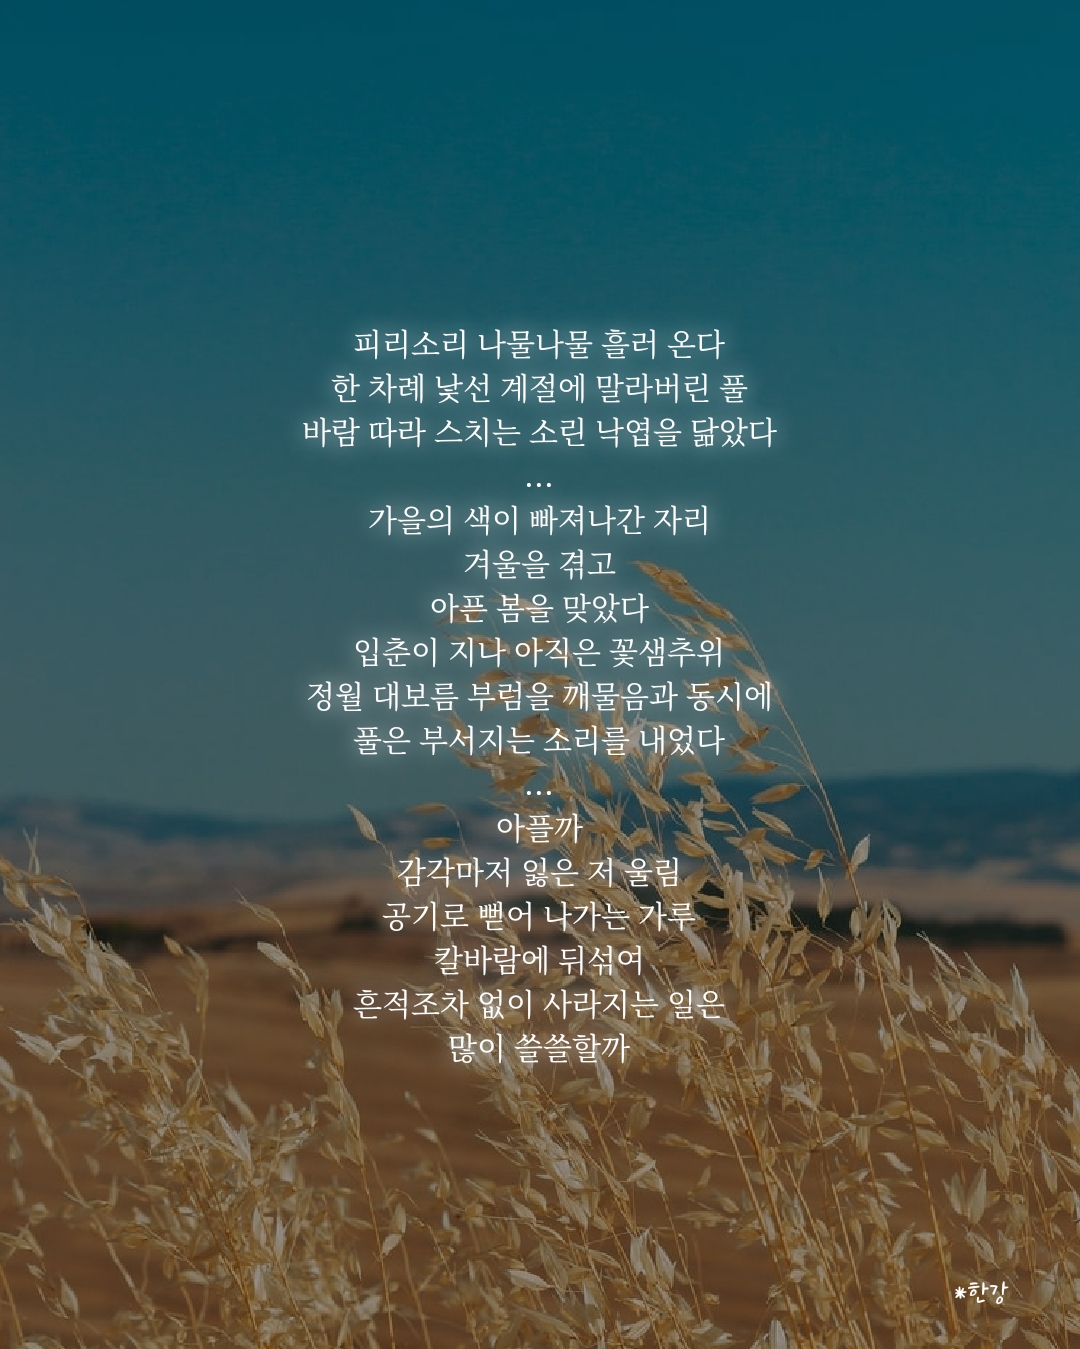 피리소리 나물나물 흘러 온다
한 차례 낯선 계절에 말라버린 풀
바람 따라 스치는 소린 낙엽을 닮았다
...
가을의 색이 빠져나간 자리
겨울을 겪고
아픈 봄을 맞았다
입춘이 지나 아직은 꽃샘추위
정월 대보름 부럼을 깨물음과 동시에
풀은 부서지는 소리를 내었다
...
아플까
감각마저 잃은 저 울림
공기로 뻗어 나가는 가루
칼바람에 뒤섞여
흔적조차 없이 사라지는 일은
많이 쓸쓸할까
*한강